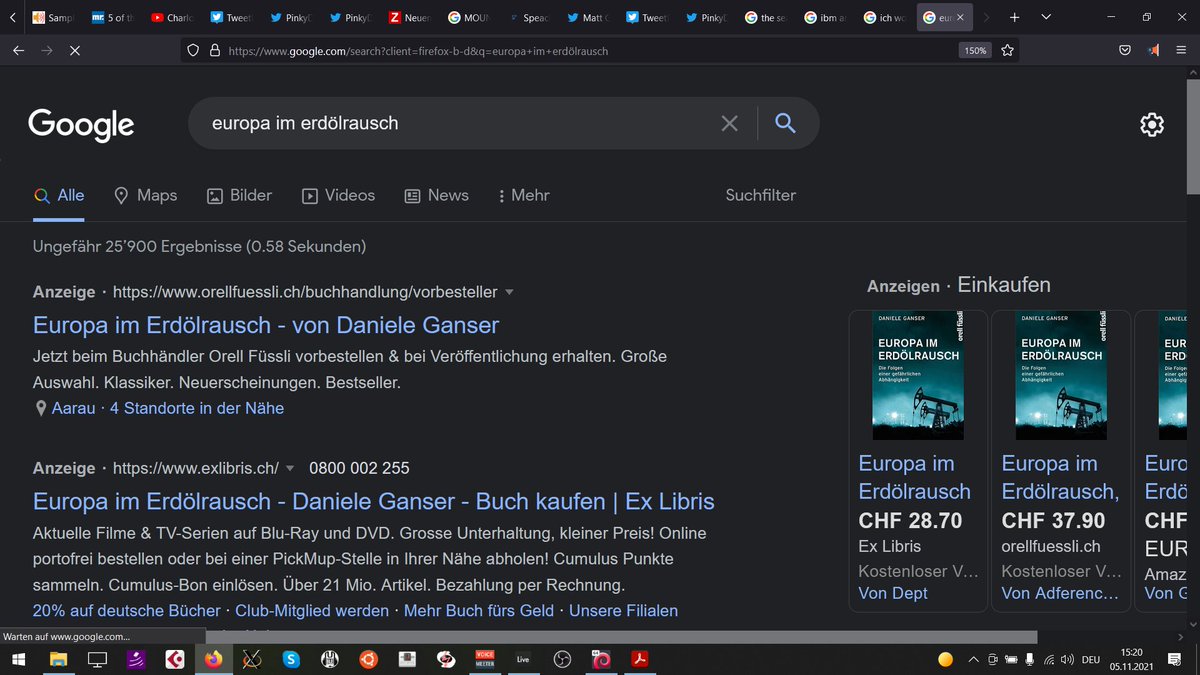 Sampl
mr. 5 of th
Charlo
Tweet
PinkyD
PinkyD
Z Neuer
MOUN
Speac
Matt G
Tweeti
PinkyD
the sea
ibm an
ich wo
eur
https://www.google.com/search?client=firefox-b-d&q=europa+im+erdölrausch
150%
Google
europa im erdölrausch
Alle Maps Bilder Videos News Mehr Suchfilter
Ungefähr 25’900 Ergebnisse (0.58 Sekunden)
Anzeige · https://www.orellfuessli.ch/buchhandlung/vorbesteller
Europa im Erdölrausch - von Daniele Ganser
Jetzt beim Buchhändler Orell Füssli vorbestellen & bei Veröffentlichung erhalten. Große
Auswahl. Klassiker. Neuerscheinungen. Bestseller.
Aarau · 4 Standorte in der Nähe
Anzeige · https://www.exlibris.ch/ 0800 002 255
Europa im Erdölrausch - Daniele Ganser - Buch kaufen | Ex Libris
Aktuelle Filme & TV-Serien auf Blu-Ray und DVD. Grosse Unterhaltung, kleiner Preis! Online
portofrei bestellen oder bei einer PickMup-Stelle in Ihrer Nähe abholen! Cumulus Punkte
sammeln. Cumulus-Bon einlösen. Über 21 Mio. Artikel. Bezahlung per Rechnung.
20% auf deutsche Bücher · Club-Mitglied werden · Mehr Buch fürs Geld · Unsere Filialen
Anzeigen · Einkaufen
DANIELE GANSER
orell füssli
EUROPA IM
ERDÖLRAUSCH
Die Folgen
einer gefährlichen
Abhängigkeit
Europa im
Erdölrausch
CHF 28.70
Ex Libris
Kostenloser V…
Von Dept
DANIELE GANSER
orell füssli
EUROPA IM
ERDÖLRAUSCH
Die Folgen
einer gefährlichen
Abhängigkeit
Europa im
Erdölrausch,
CHF 37.90
orellfuessli.ch
Kostenloser V…
Von Adferenc…
DANIELE
EURO
ERD
Euro
Erdö
CHF
EUR
Amaz
Von G
Warten auf www.google.com...
VOICE
MEETER
Live
DEU
15:20
05.11.2021